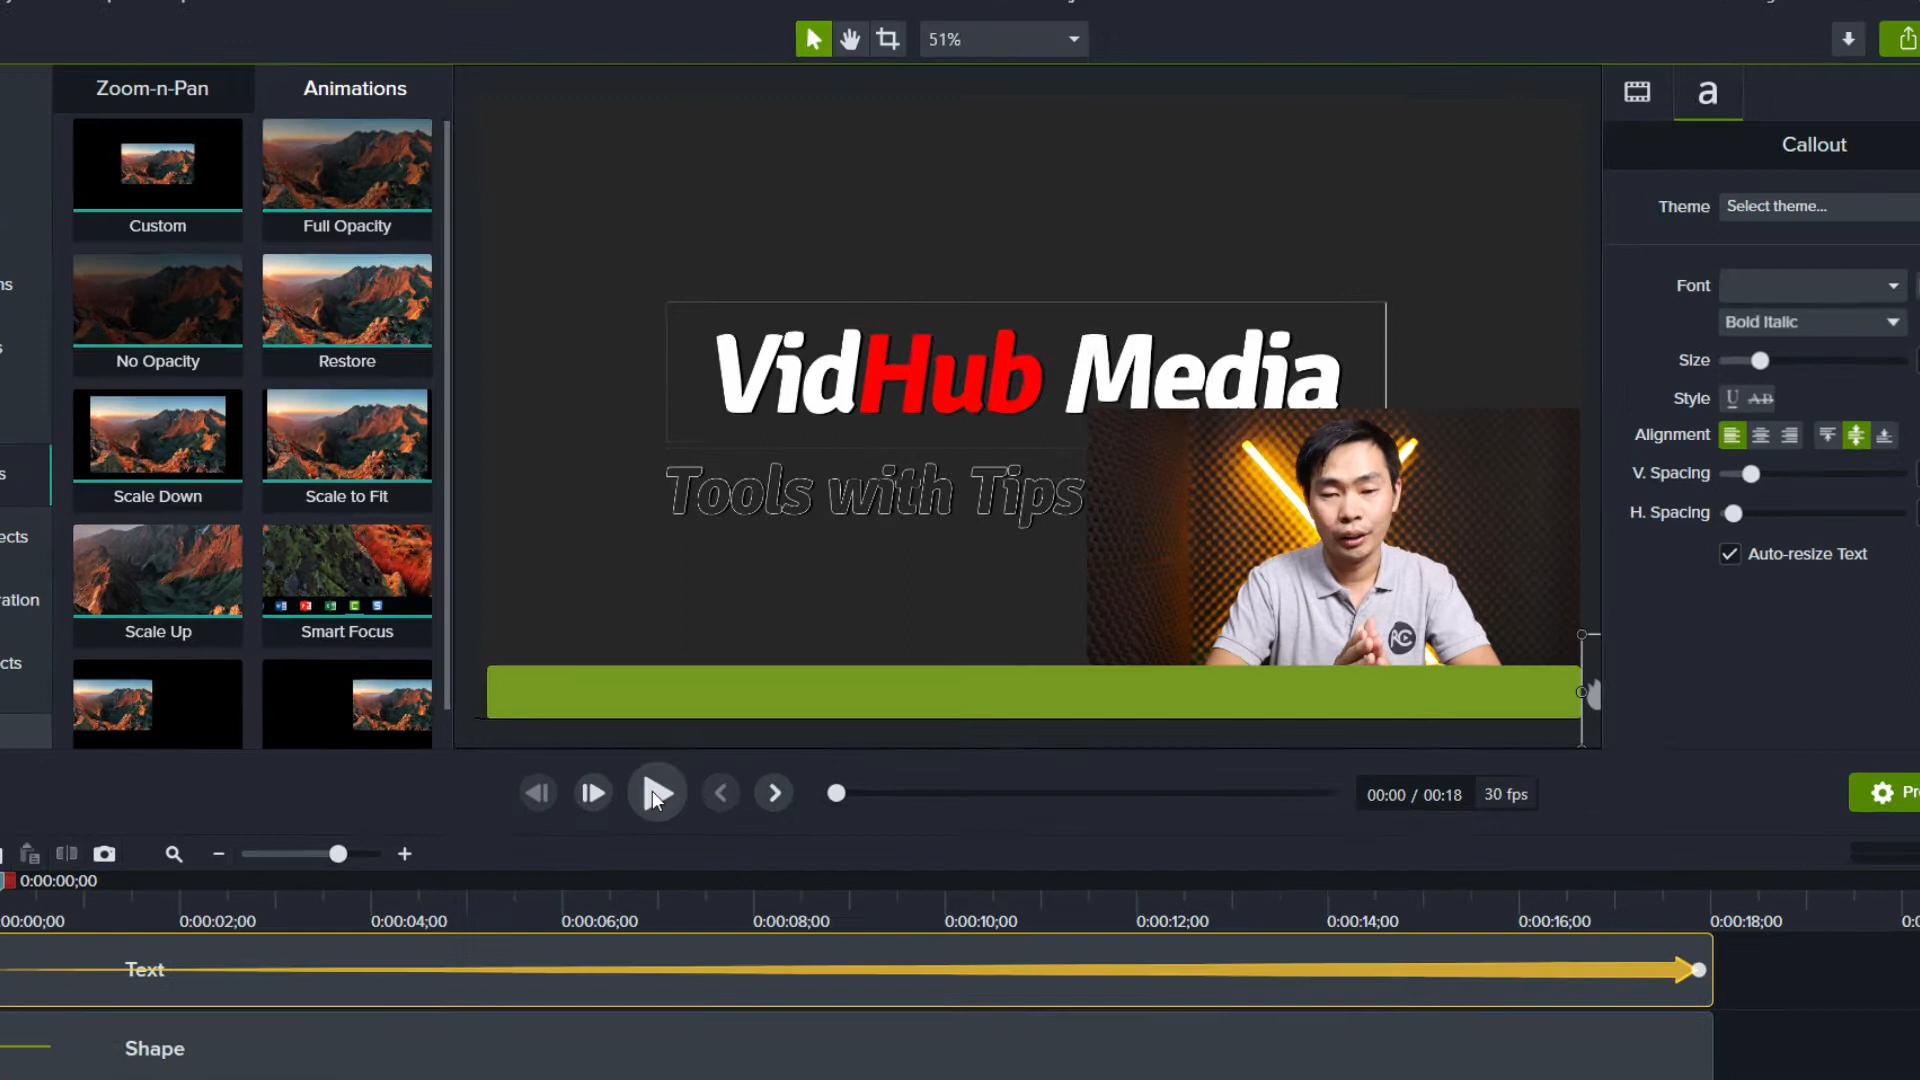 51%
Zoom-n-Pan
Animations
Custom
Full Opacity
No Opacity
Restore
Scale Down
Scale to Fit
Scale Up
Smart Focus
VidHub Media
Tools with Tips
RC
a
Callout
Theme Select theme...
Font
Bold Italic
Size
Style U AB
Alignment
V. Spacing
H. Spacing
Auto-resize Text
00:00 / 00:18 30 fps
0:00:00;00
00:00;00 0:00:02;00 0:00:04;00 0:00:06;00 0:00:08;00 0:00:10;00 0:00:12;00 0:00:14;00 0:00:16;00 0:00:18;00
Text
Shape